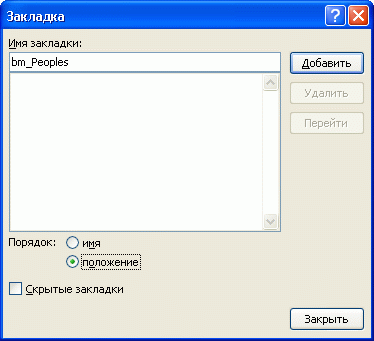 Закладка
Имя закладки:
bm_Peoples
Добавить
Удалить
Перейти
Порядок: имя
положение
Скрытые закладки
Закрыть